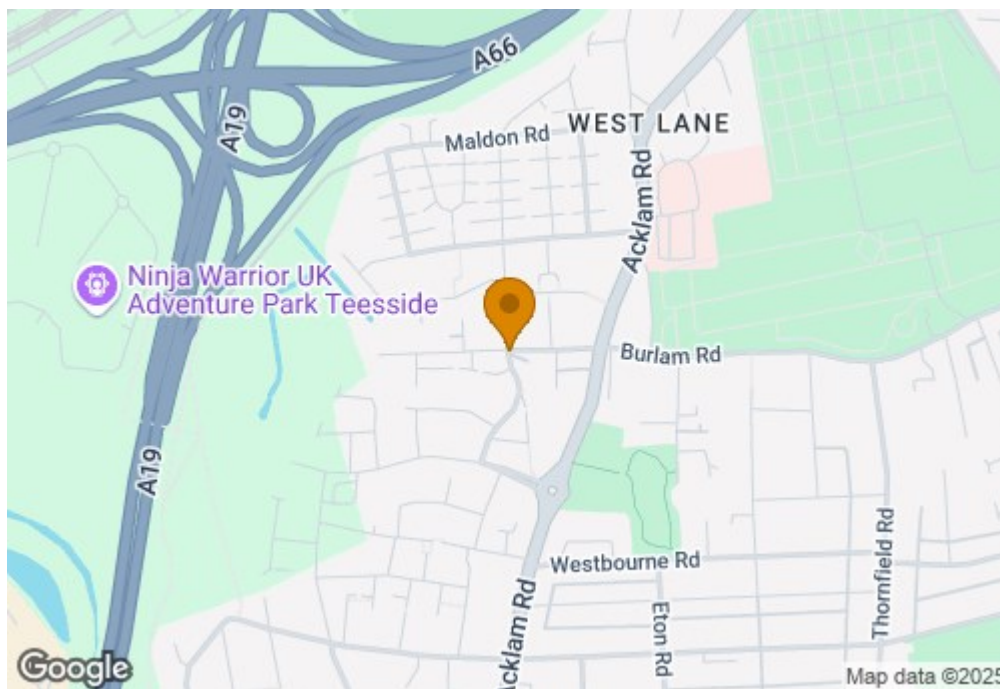 A66
A19
Maldon Rd
WEST LANE
Acklam Rd
Ninja Warrior UK
Adventure Park Teesside
Burlam Rd
A19
Westbourne Rd
Thornfield Rd
Eton Rd
Acklam Rd
Google
Map data ©2025